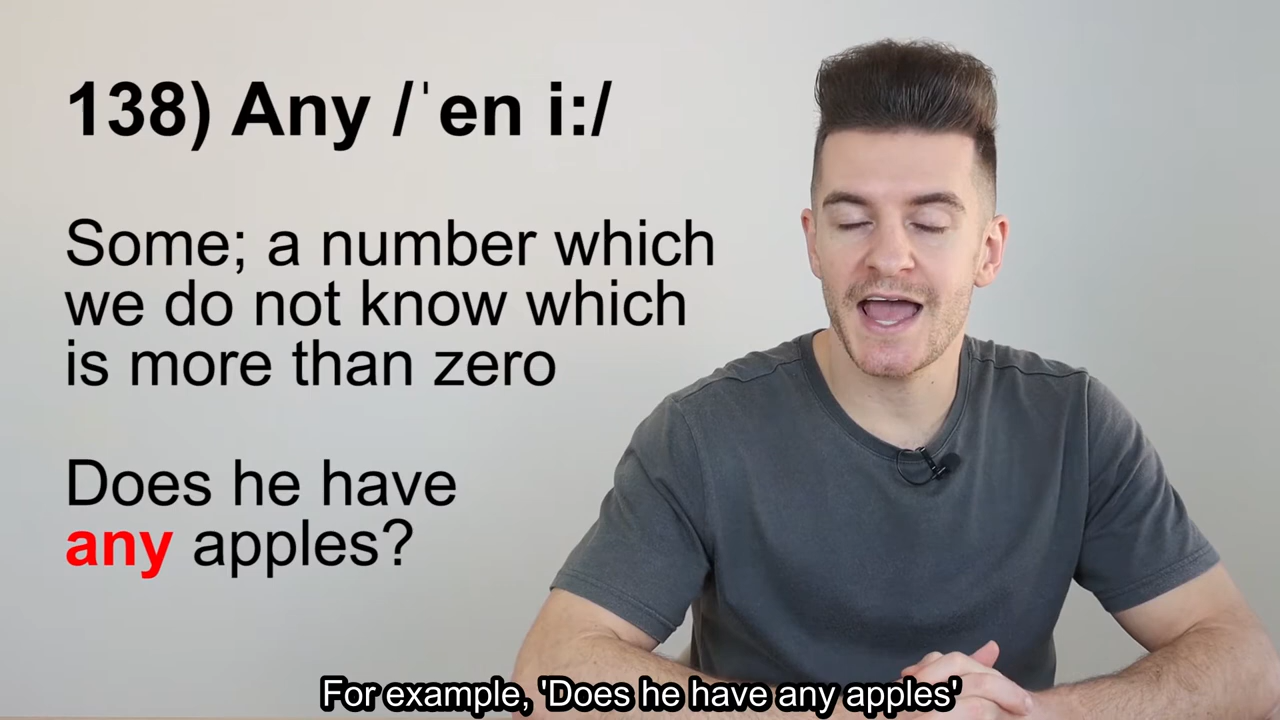 138) Any /ˈen i:/
Some; a number which
we do not know which
is more than zero
Does he have
any apples?
For example, 'Does he have any apples'